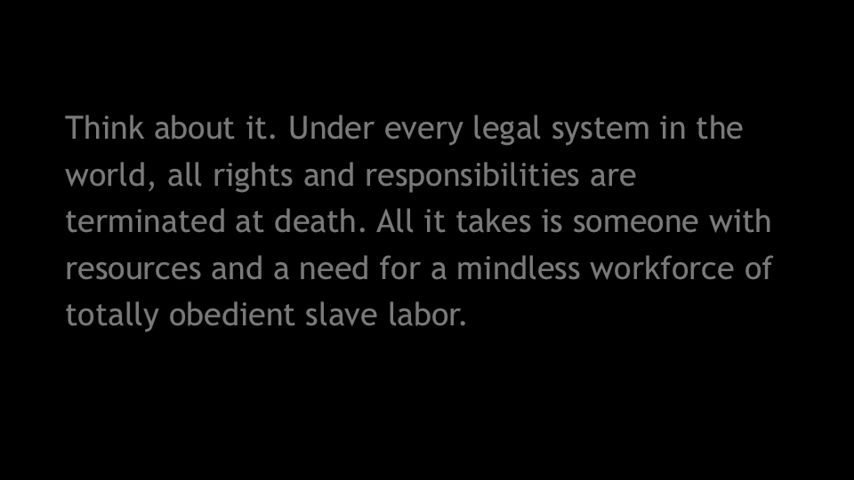 Think about it. Under every legal system in the
world, all rights and responsibilities are
terminated at death. All it takes is someone with
resources and a need for a mindless workforce of
totally obedient slave labor.